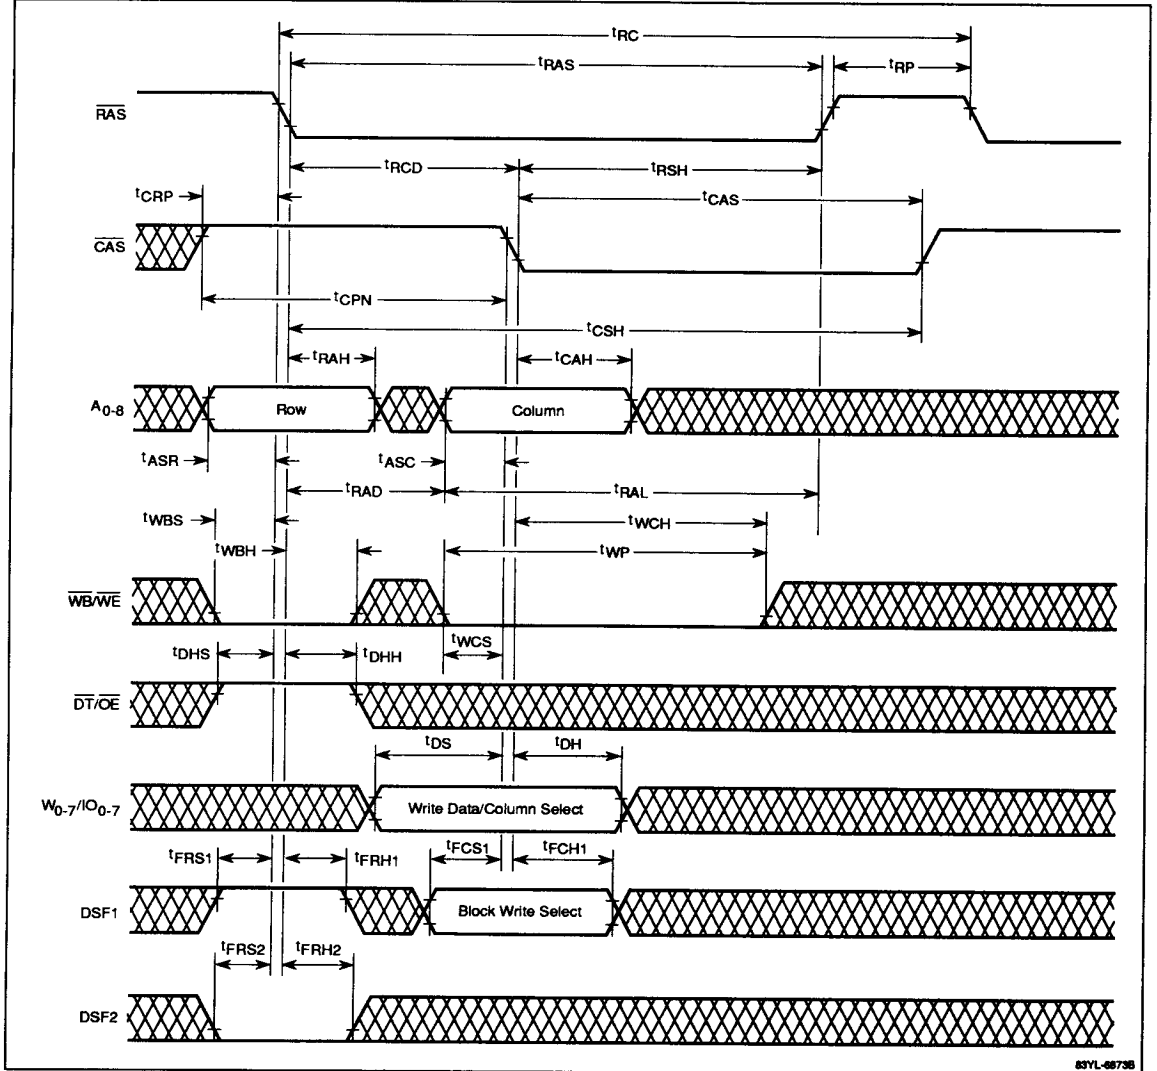 tRC
tRAS
tRP
RAS
tRCD
tRSH
tCRP
tCAS
CAS
tCPN
tCSH
tRAH
tCAH
A0-8
Row
Column
tASR
tASC
tRAD
tRAL
tWBS
tWCH
tWBH
tWP
WB/WE
tWCS
tDHS
tDHH
DT/OE
tDS
tDH
W0-7/IO0-7
Write Data/Column Select
tFRS1
tFRH1
tFCS1
tFCH1
DSF1
Block Write Select
tFRS2
tFRH2
DSF2
83YL-6873B